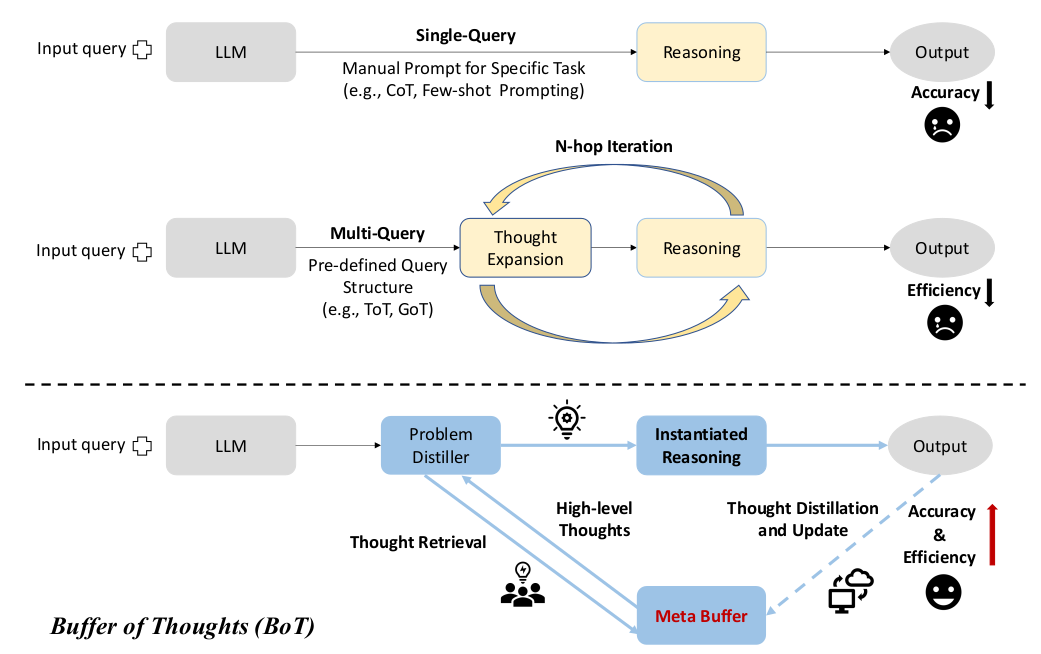 Input query
LLM
Single-Query
Manual Prompt for Specific Task
(e.g., CoT, Few-shot Prompting)
Reasoning
Output
Accuracy
N-hop Iteration
Input query
LLM
Multi-Query
Pre-defined Query
Structure
(e.g., ToT, GoT)
Thought
Expansion
Reasoning
Output
Efficiency
Input query
LLM
Problem
Distiller
Instantiated
Reasoning
Output
Thought Retrieval
High-level
Thoughts
Thought Distillation
and Update
Accuracy
&
Efficiency
Meta Buffer
Buffer of Thoughts (BoT)